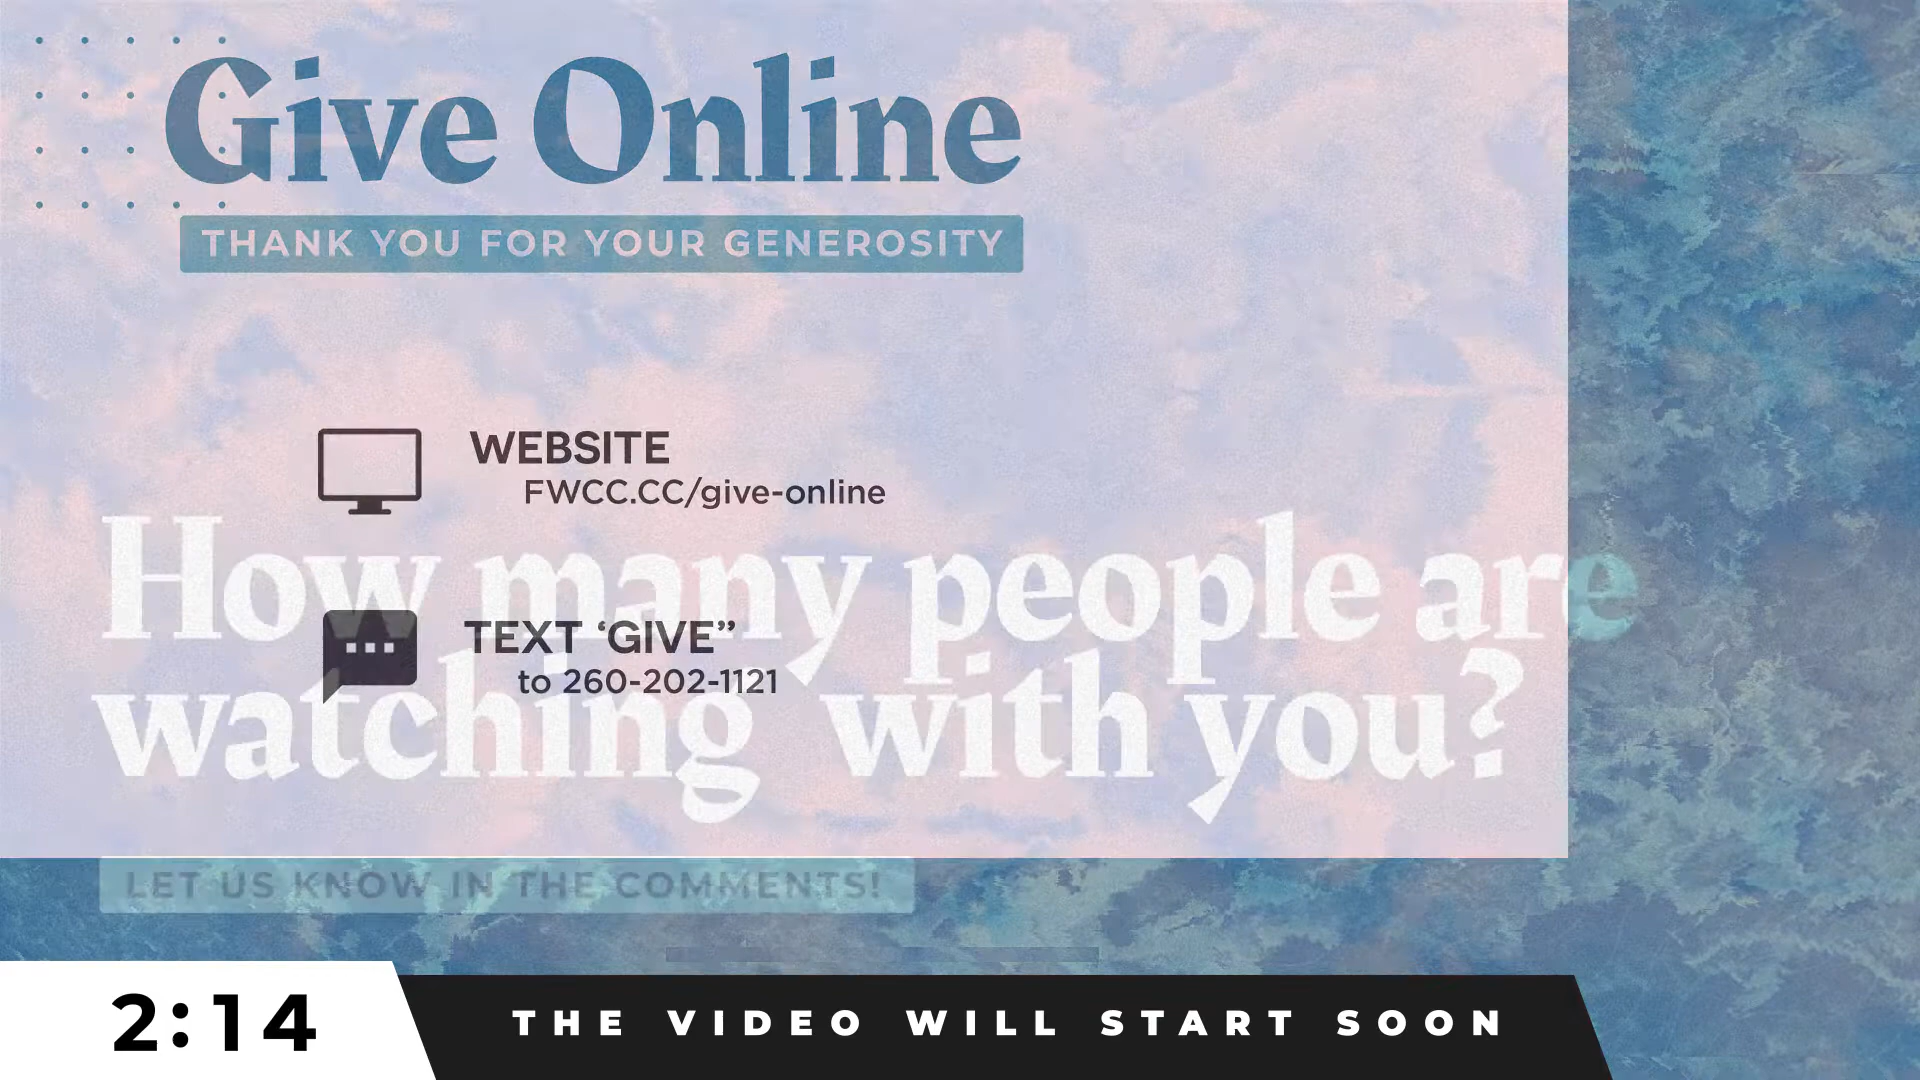 Give Online
THANK YOU FOR YOUR GENEROSITY
WEBSITE
FWCC.CC/give-online
TEXT ‘GIVE”
to 260-202-1121
How many people are
watching with you?
LET US KNOW IN THE COMMENTS!
2:14
THE VIDEO WILL START SOON